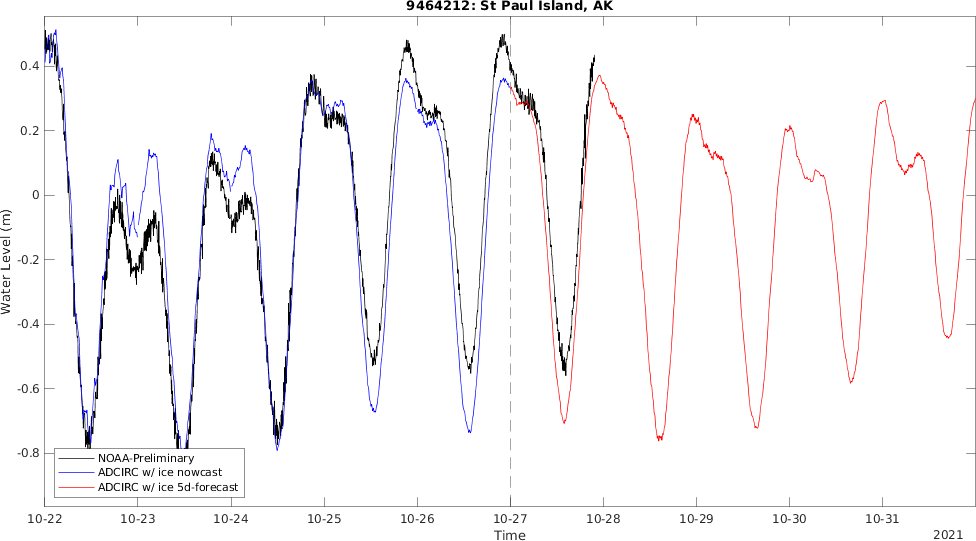 9464212: St Paul Island, AK
Water Level (m)
0.4
0.2
0
-0.2
-0.4
-0.6
-0.8
NOAA-Preliminary
ADCIRC w/ ice nowcast
ADCIRC w/ ice 5d-forecast
10-22 10-23 10-24 10-25 10-26 10-27 10-28 10-29 10-30 10-31
Time
2021